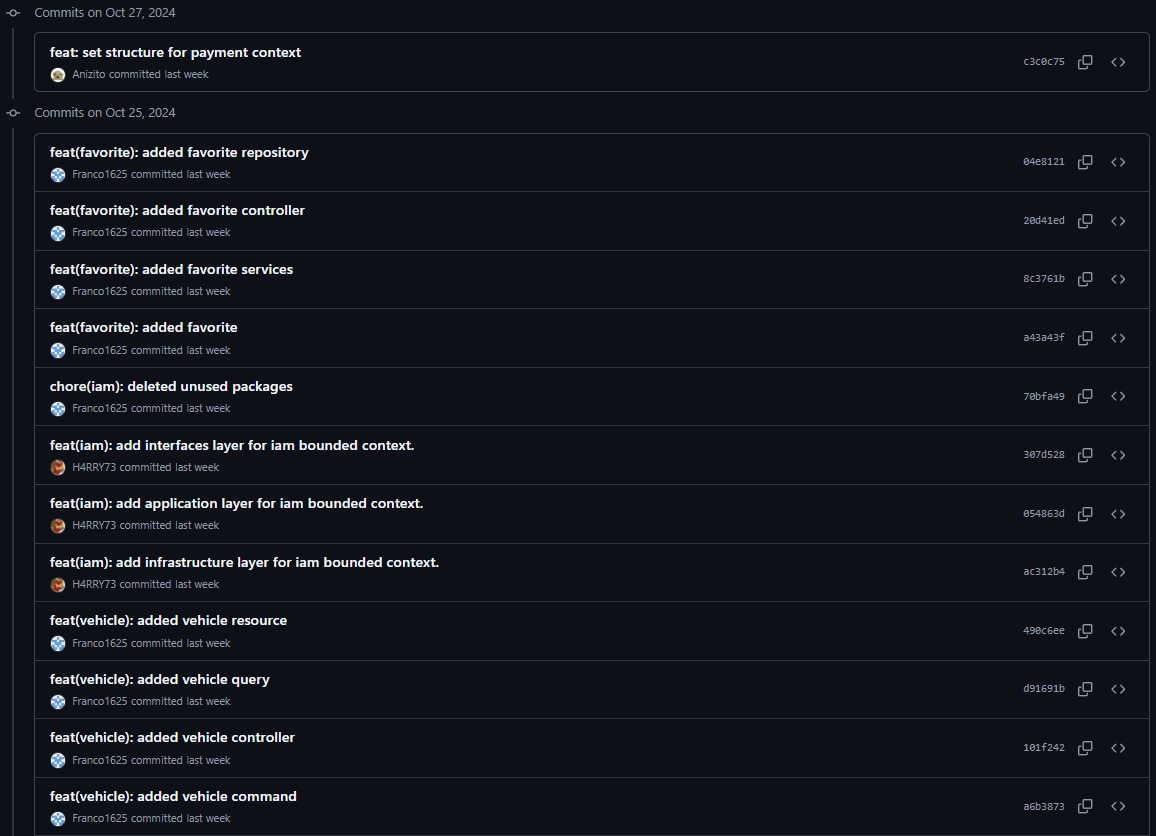 Commits on Oct 27, 2024
feat: set structure for payment context
Anizito committed last week
c3c0c75
Commits on Oct 25, 2024
feat(favorite): added favorite repository
Franco1625 committed last week
04e8121
feat(favorite): added favorite controller
Franco1625 committed last week
20d41ed
feat(favorite): added favorite services
Franco1625 committed last week
8c3761b
feat(favorite): added favorite
Franco1625 committed last week
a43a43f
chore(iam): deleted unused packages
Franco1625 committed last week
70bfa49
feat(iam): add interfaces layer for iam bounded context.
H4RRY73 committed last week
307d528
feat(iam): add application layer for iam bounded context.
H4RRY73 committed last week
054863d
feat(iam): add infrastructure layer for iam bounded context.
H4RRY73 committed last week
ac312b4
feat(vehicle): added vehicle resource
Franco1625 committed last week
490c6ee
feat(vehicle): added vehicle query
Franco1625 committed last week
d91691b
feat(vehicle): added vehicle controller
Franco1625 committed last week
101f242
feat(vehicle): added vehicle command
Franco1625 committed last week
a6b3873